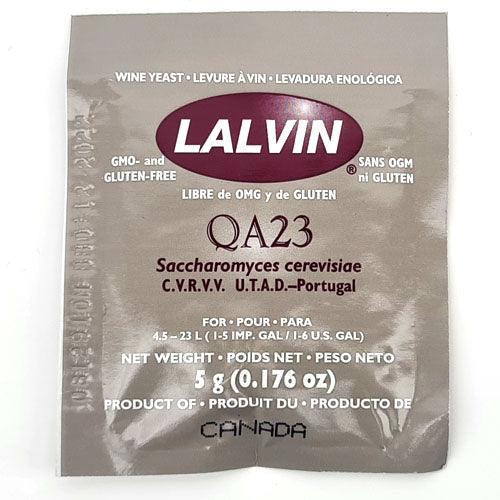 WINE YEAST • LEVURE À VIN • LEVADURA ENOLÓGICA
LALVIN®
GMO- and
GLUTEN-FREE
SANS OGM
ni GLUTEN
LIBRE de OMG y de GLUTEN
QA23
Saccharomyces cerevisiae
C.V.R.V.V. U.T.A.D.–Portugal
FOR • POUR • PARA
4.5 – 23 L ( 1-5 IMP. GAL / 1-6 U.S. GAL)
NET WEIGHT • POIDS NET • PESO NETO
5 g (0.176 oz)
PRODUCT OF • PRODUIT DU • PRODUCTO DE
CANADA